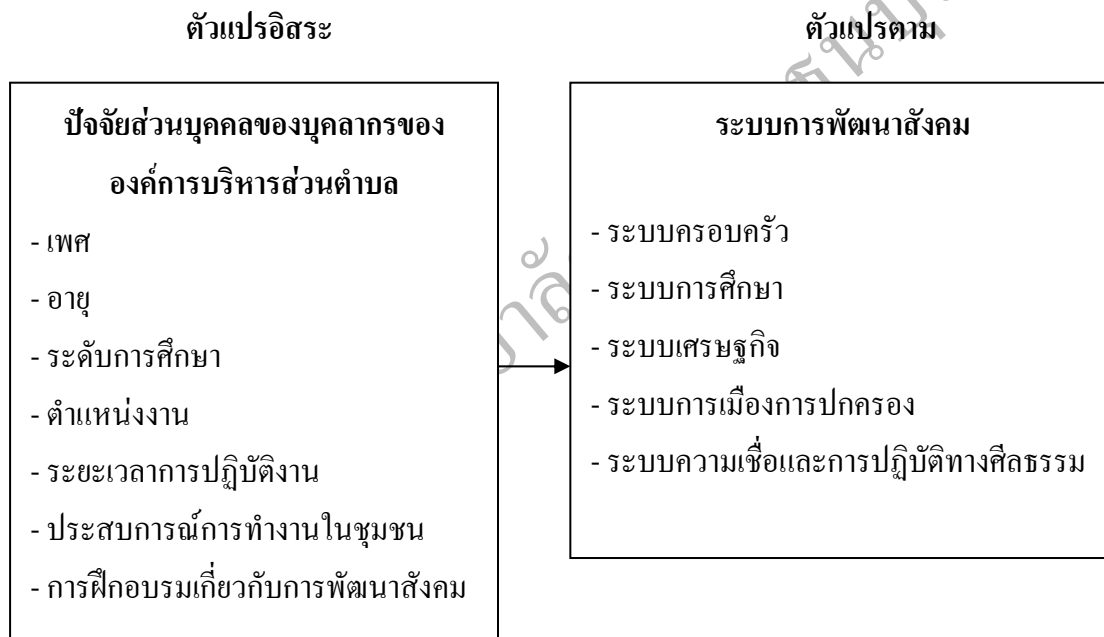 ตัวแปรอิสระ
ตัวแปรตาม
ปัจจัยส่วนบุคคลของบุคลากรของ
องค์การบริหารส่วนตำบล
- เพศ
- อายุ
- ระดับการศึกษา
- ตำแหน่งงาน
- ระยะเวลาการปฏิบัติงาน
- ประสบการณ์การทำงานในชุมชน
- การฝึกอบรมเกี่ยวกับการพัฒนาสังคม
ระบบการพัฒนาสังคม
- ระบบครอบครัว
- ระบบการศึกษา
- ระบบเศรษฐกิจ
- ระบบการเมืองการปกครอง
- ระบบความเชื่อและการปฏิบัติทางศีลธรรม